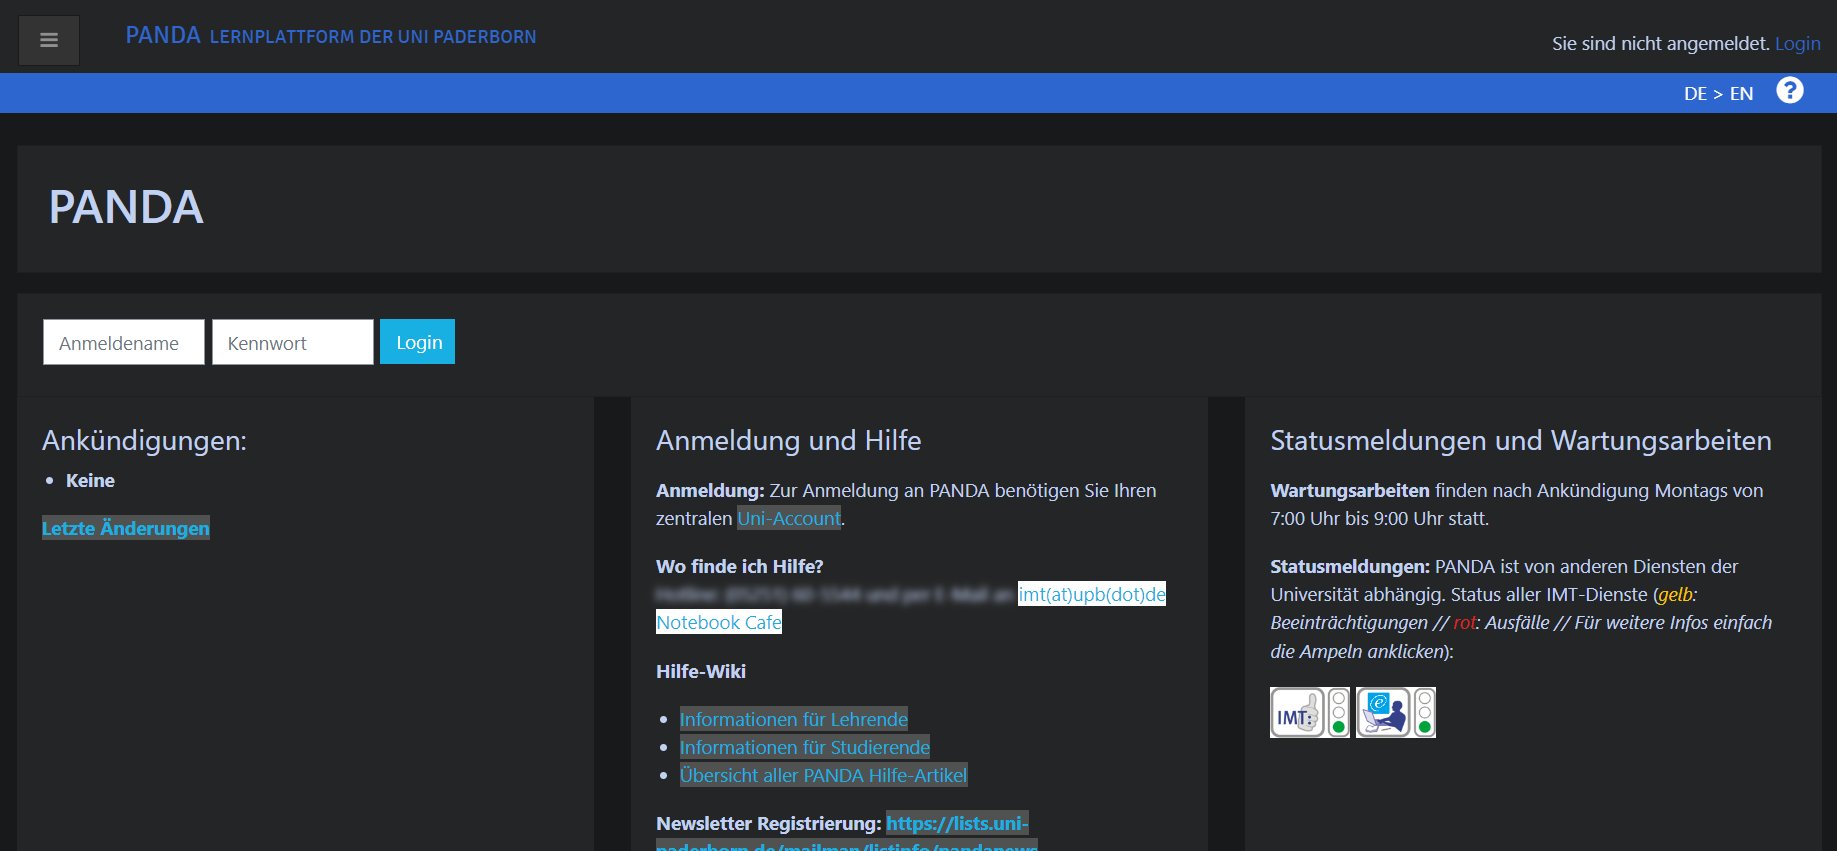 PANDA LERNPLATTFORM DER UNI PADERBORN
Sie sind nicht angemeldet. Login
DE > EN
PANDA
Anmeldename
Kennwort
Login
Ankündigungen:
• Keine
Letzte Änderungen
Anmeldung und Hilfe
Anmeldung: Zur Anmeldung an PANDA benötigen Sie Ihren
zentralen Uni-Account.
Wo finde ich Hilfe?
imt(at)upb(dot)de
Notebook Cafe
Hilfe-Wiki
• Informationen für Lehrende
• Informationen für Studierende
• Übersicht aller PANDA Hilfe-Artikel
Newsletter Registrierung: https://lists.uni-
paderborn.de/mailman/listinfo/pandanews
Statusmeldungen und Wartungsarbeiten
Wartungsarbeiten finden nach Ankündigung Montags von
7:00 Uhr bis 9:00 Uhr statt.
Statusmeldungen: PANDA ist von anderen Diensten der
Universität abhängig. Status aller IMT-Dienste (gelb:
Beeinträchtigungen // rot: Ausfälle // Für weitere Infos einfach
die Ampeln anklicken):
IMT:
e